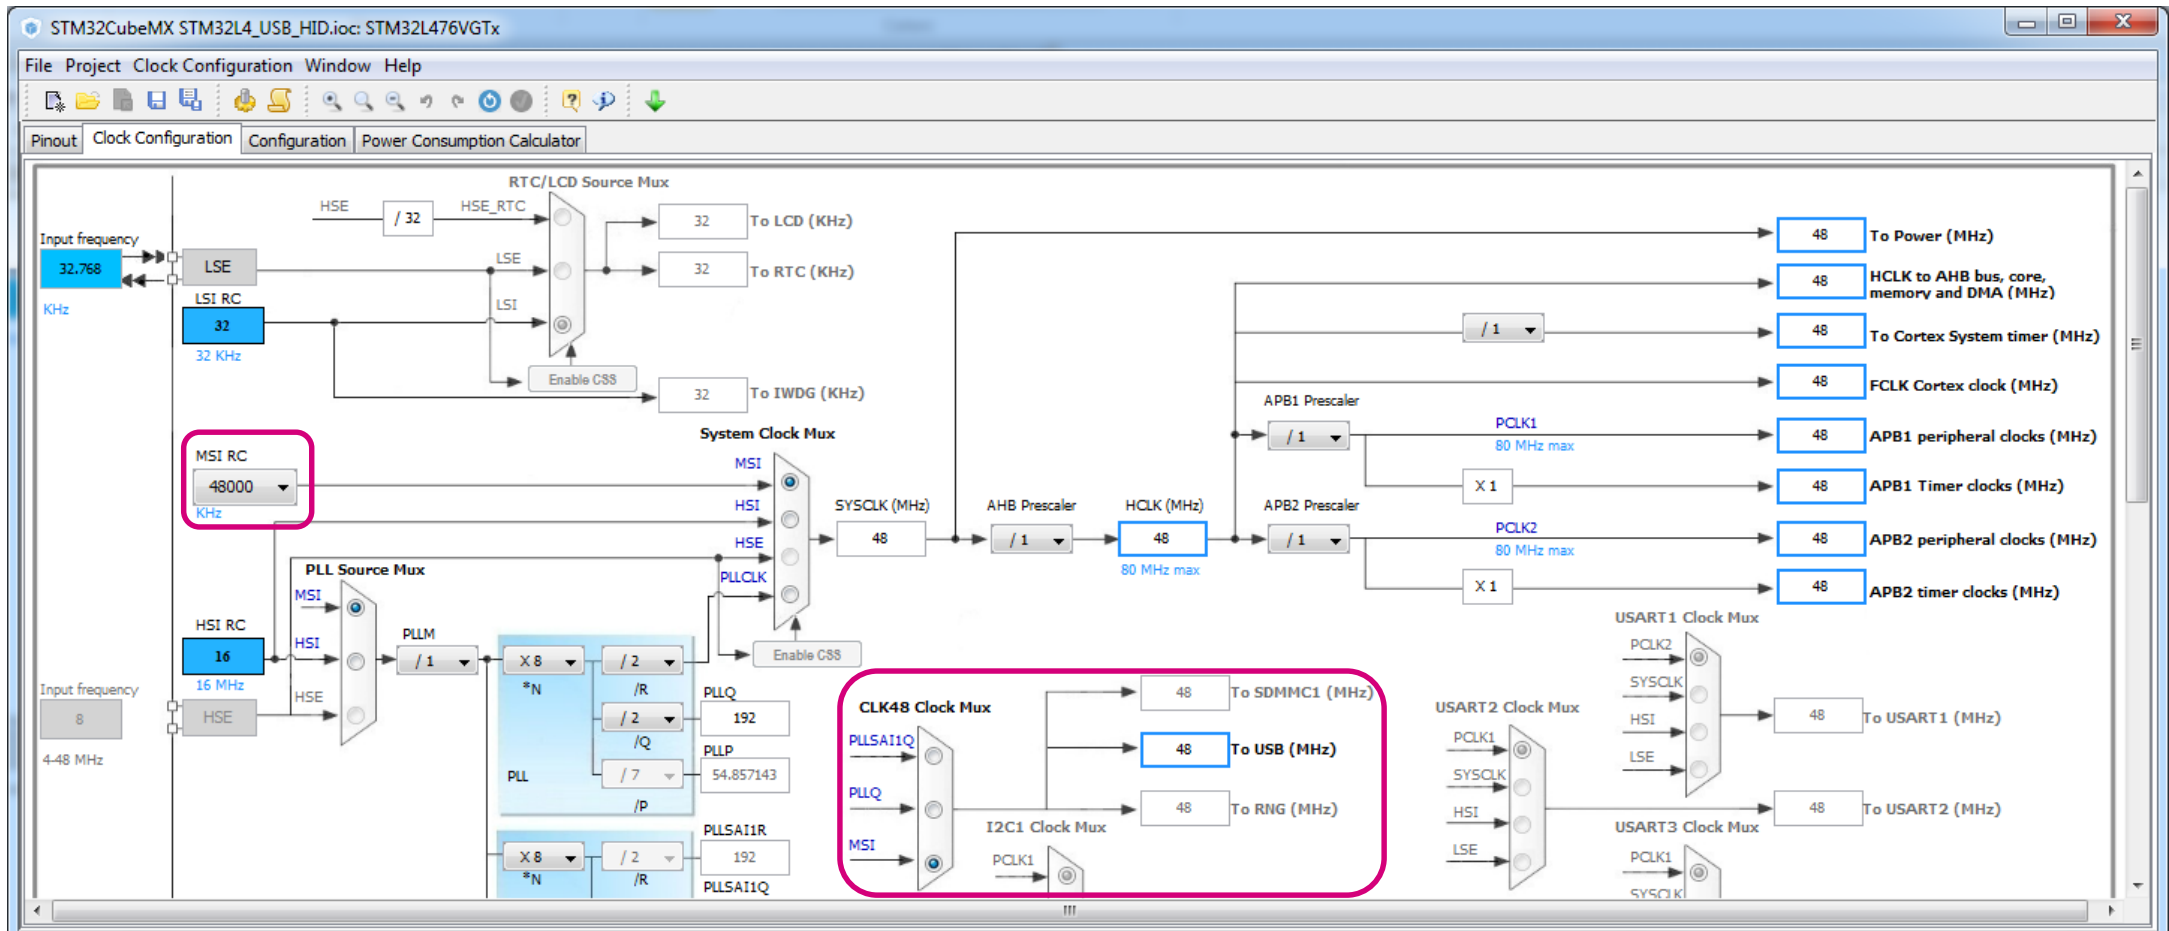 STM32CubeMX STM32L4_USB_HID.ioc: STM32L476VGTx
File Project Clock Configuration Window Help
Pinout Clock Configuration Configuration Power Consumption Calculator
RTC/LCD Source Mux
HSE / 32 HSE_RTC 32 To LCD (KHz)
48 To Power (MHz)
Input frequency
32.768 LSE LSE 32 To RTC (KHz)
48 HCLK to AHB bus, core,
memory and DMA (MHz)
KHz LSI RC LSI
32
/ 1 48 To Cortex System timer (MHz)
32 KHz
Enable CSS
32 To IWDG (KHz)
48 FCLK Cortex clock (MHz)
APB1 Prescaler
System Clock Mux
/ 1 PCLK1 48 APB1 peripheral clocks (MHz)
80 MHz max
MSI RC MSI
48000
KHz
X 1 48 APB1 Timer clocks (MHz)
HSI SYSCLK (MHz) AHB Prescaler HCLK (MHz) APB2 Prescaler
HSE 48 / 1 48 / 1 PCLK2 48 APB2 peripheral clocks (MHz)
80 MHz max 80 MHz max
PLL Source Mux PLLCLK
MSI
X 1 48 APB2 timer clocks (MHz)
HSI RC HSI PLLM
16 / 1 X 8 / 2
Enable CSS
USART1 Clock Mux
PCLK2
16 MHz *N /R PLLQ
Input frequency HSE
8 HSE / 2 192
/Q PLLP
4-48 MHz
PLL / 7 54.857143
/P
CLK48 Clock Mux 48 To SDMMC1 (MHz)
PLLSAI1Q 48 To USB (MHz)
PLLQ 48 To RNG (MHz)
MSI
I2C1 Clock Mux
PCLK1
SYSCLK
HSI 48 To USART1 (MHz)
LSE
USART2 Clock Mux
PCLK1
SYSCLK
HSI 48 To USART2 (MHz)
LSE
USART3 Clock Mux
PCLK1
SYSCLK
PLLSAI1R
X 8 / 2 192
*N /R PLLSAI1Q